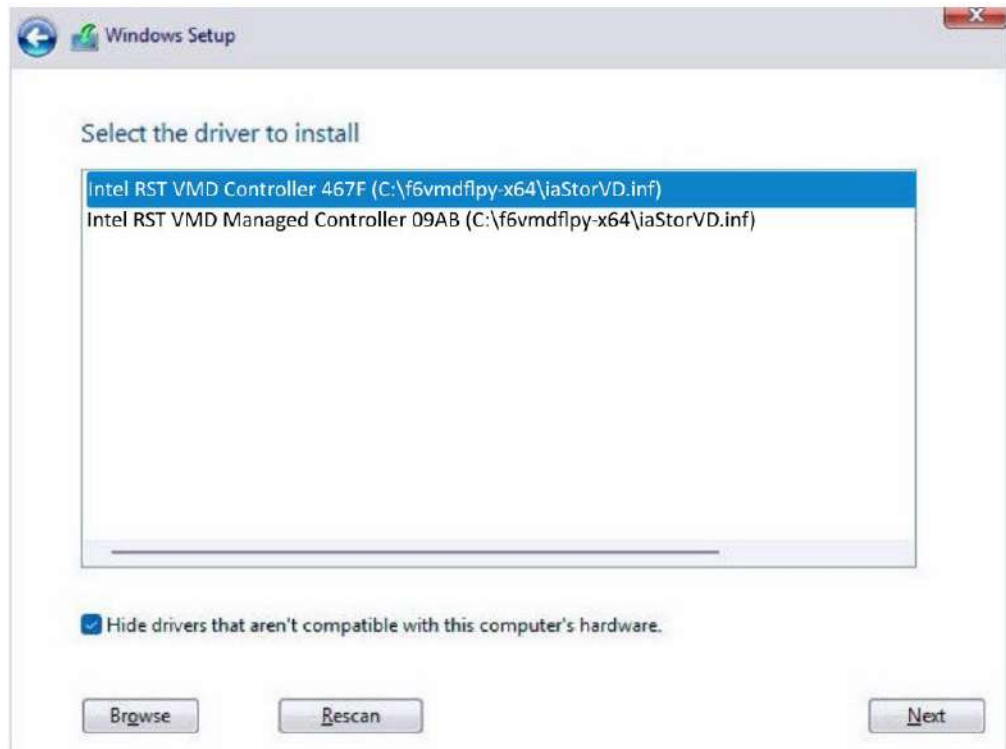 Windows Setup
Select the driver to install
Intel RST VMD Controller 467F (C:\f6vmdflpy-x64\iaStorVD.inf)
Intel RST VMD Managed Controller 09AB (C:\f6vmdflpy-x64\iaStorVD.inf)
Hide drivers that aren't compatible with this computer's hardware.
Browse Rescan Next